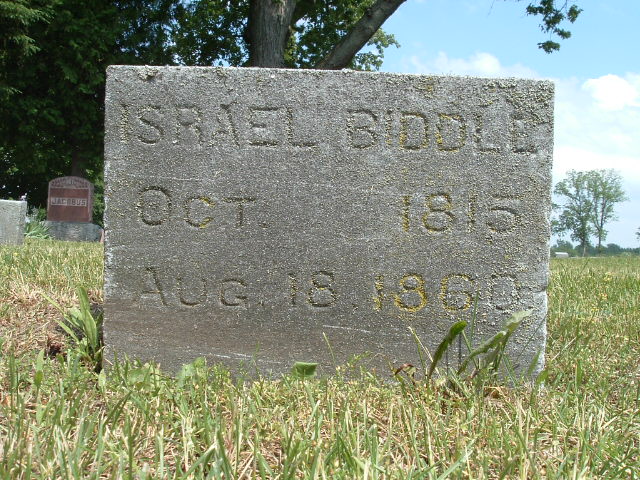 ISRAEL BIDDLE
OCT. 1815
AUG. 18. 1860
JACOBUS